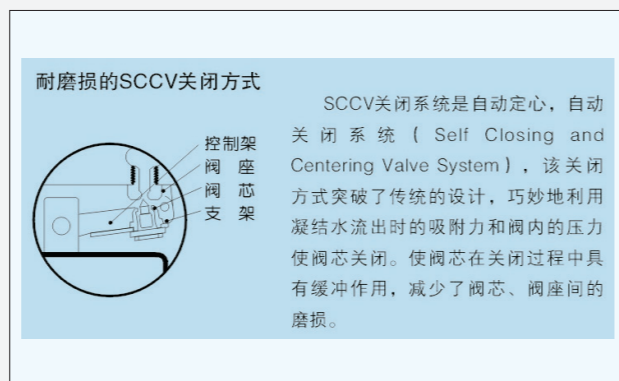 耐磨损的SCCV关闭方式
控制架
阀 座
阀 芯
支 架
SCCV关闭系统是自动定心，自动
关闭系统（Self Closing and
Centering Valve System），该关闭
方式突破了传统的设计，巧妙地利用
凝结水流出时的吸附力和阀内的压力
使阀芯关闭。使阀芯在关闭过程中具
有缓冲作用，减少了阀芯、阀座间的
磨损。